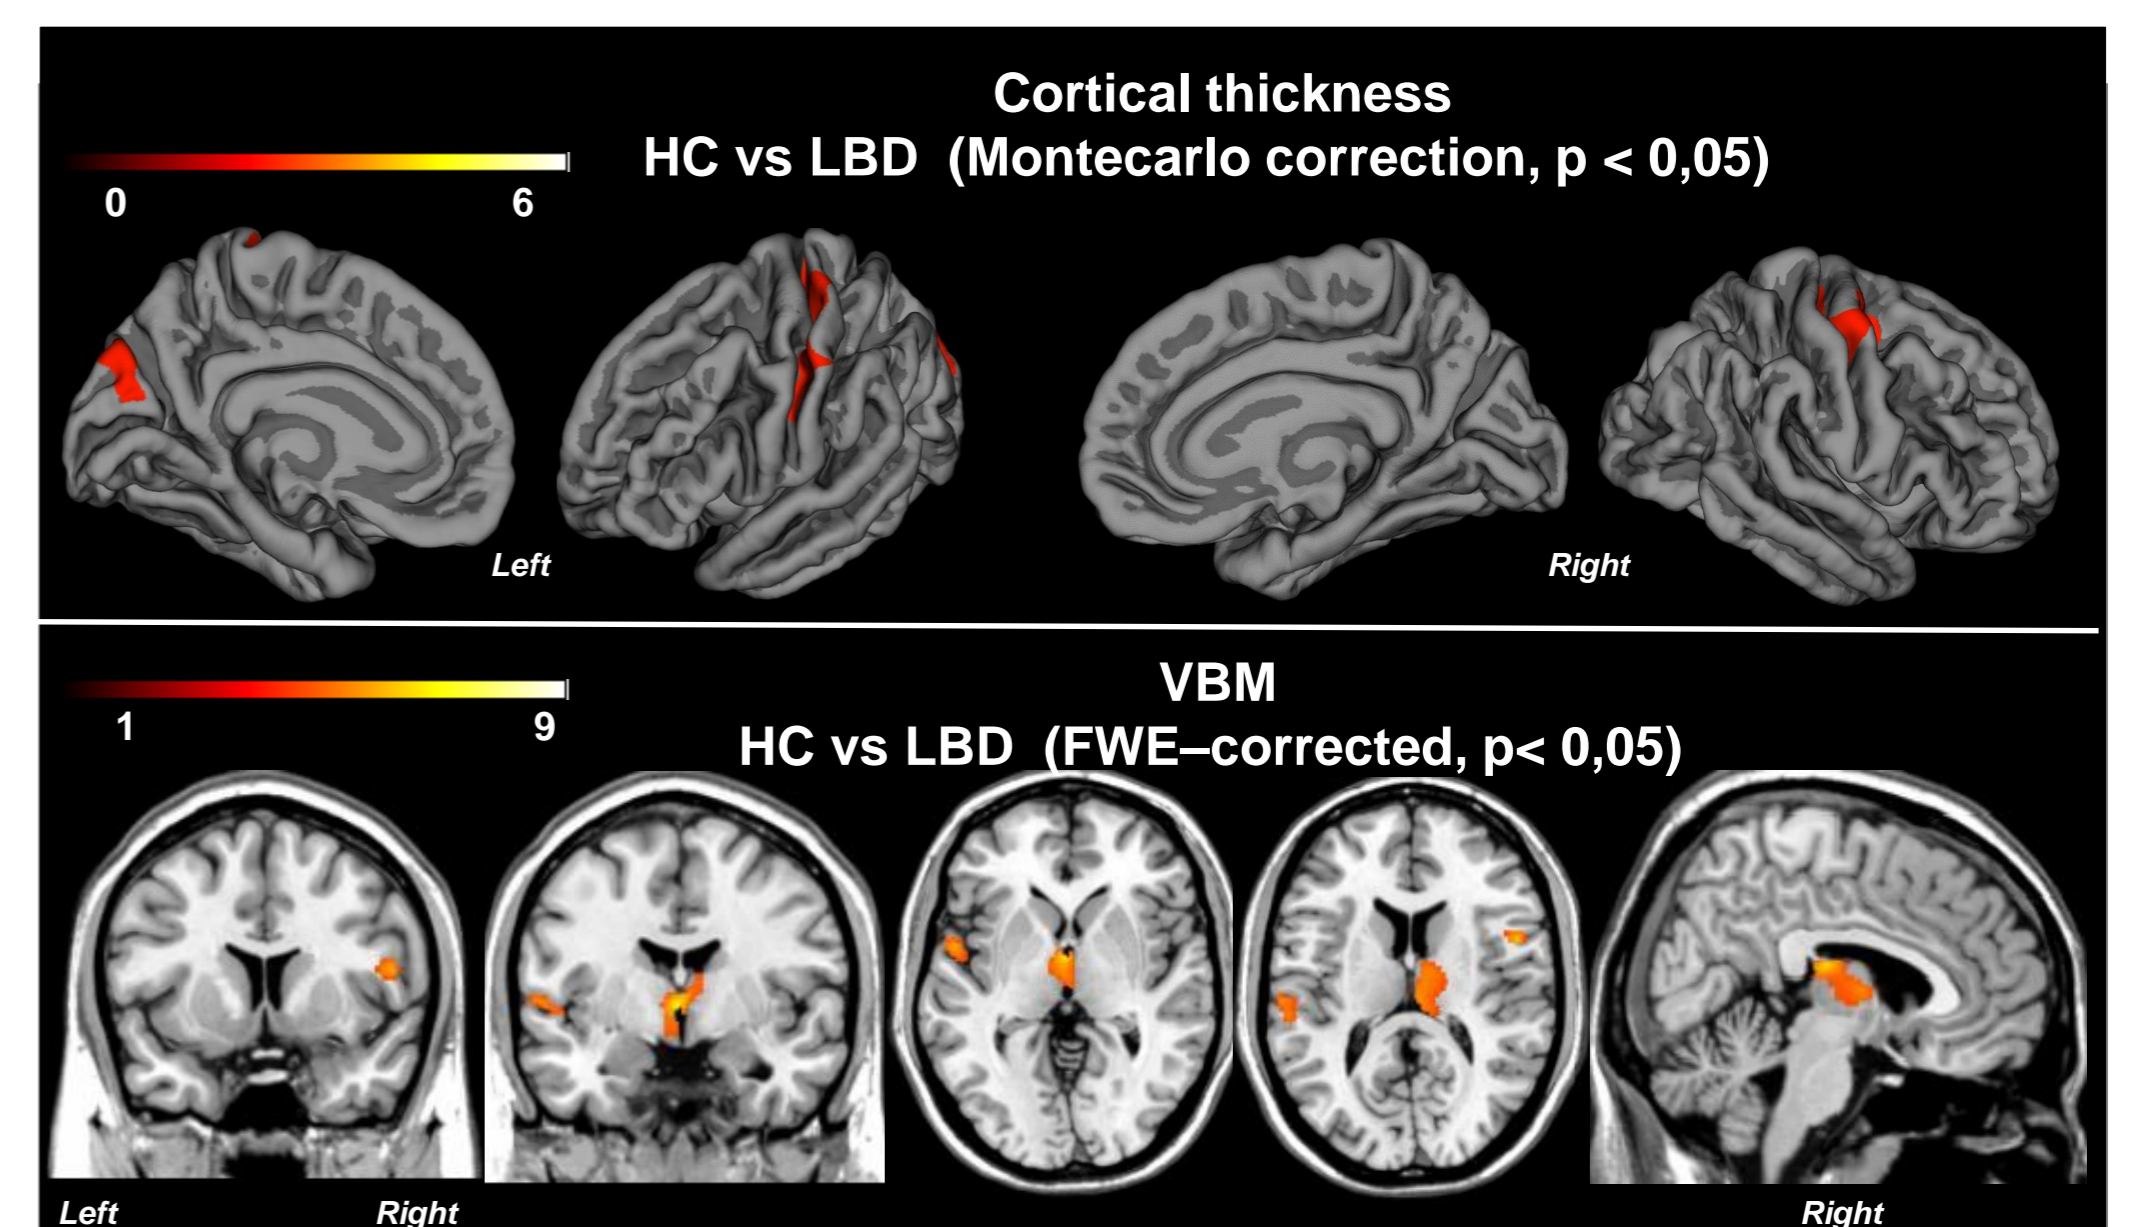 Cortical thickness
HC vs LBD (Montecarlo correction, p < 0,05)
0 6
Left
Right
VBM
HC vs LBD (FWE–corrected, p< 0,05)
1 9
Left Right Right